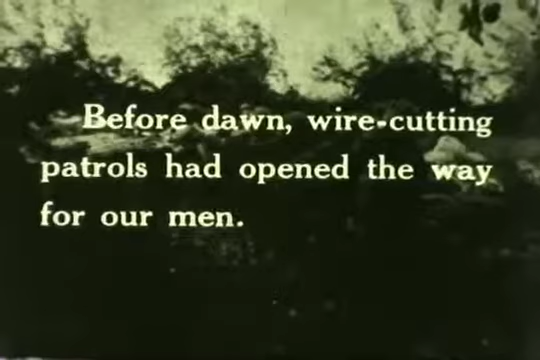 Before dawn, wire-cutting
patrols had opened the way
for our men.